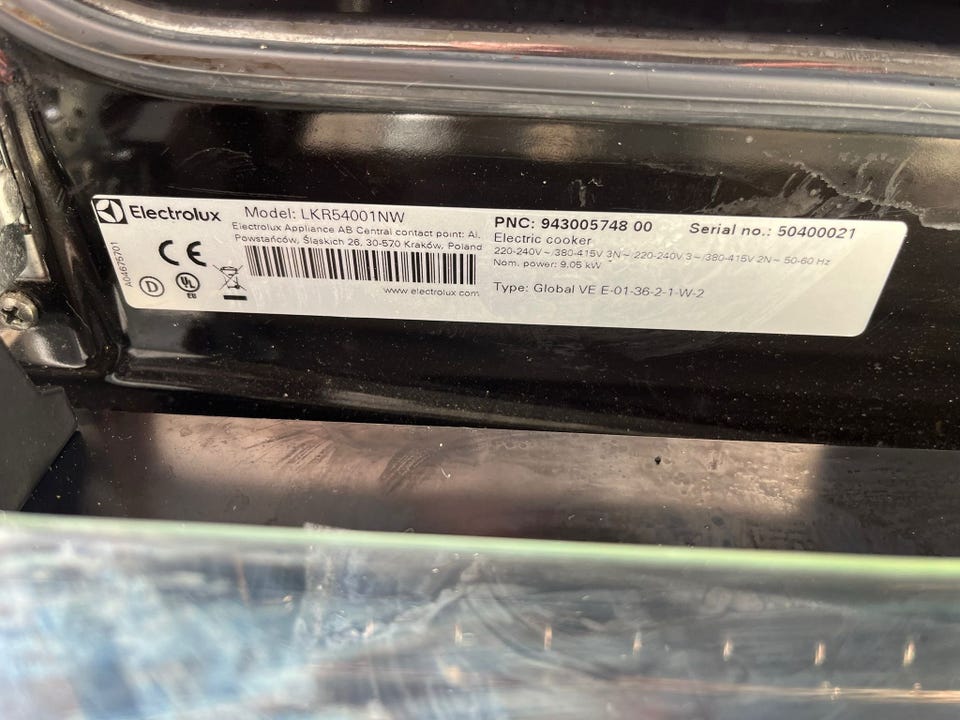 Electrolux
Model: LKR54001NW
Electrolux Appliance AB Central contact point: Al.
Powstańców, Śląskich 26, 30-570 Kraków, Poland
www.electrolux.com
A04675701
CE
D
UL
EU
PNC: 943005748 00
Serial no.: 50400021
Electric cooker
220-240V~/380-415V 3N~ 220-240V 3~/380-415V 2N~ 50-60 Hz
Nom. power: 9.05 kW
Type: Global VE E-01-36-2-1-W-2